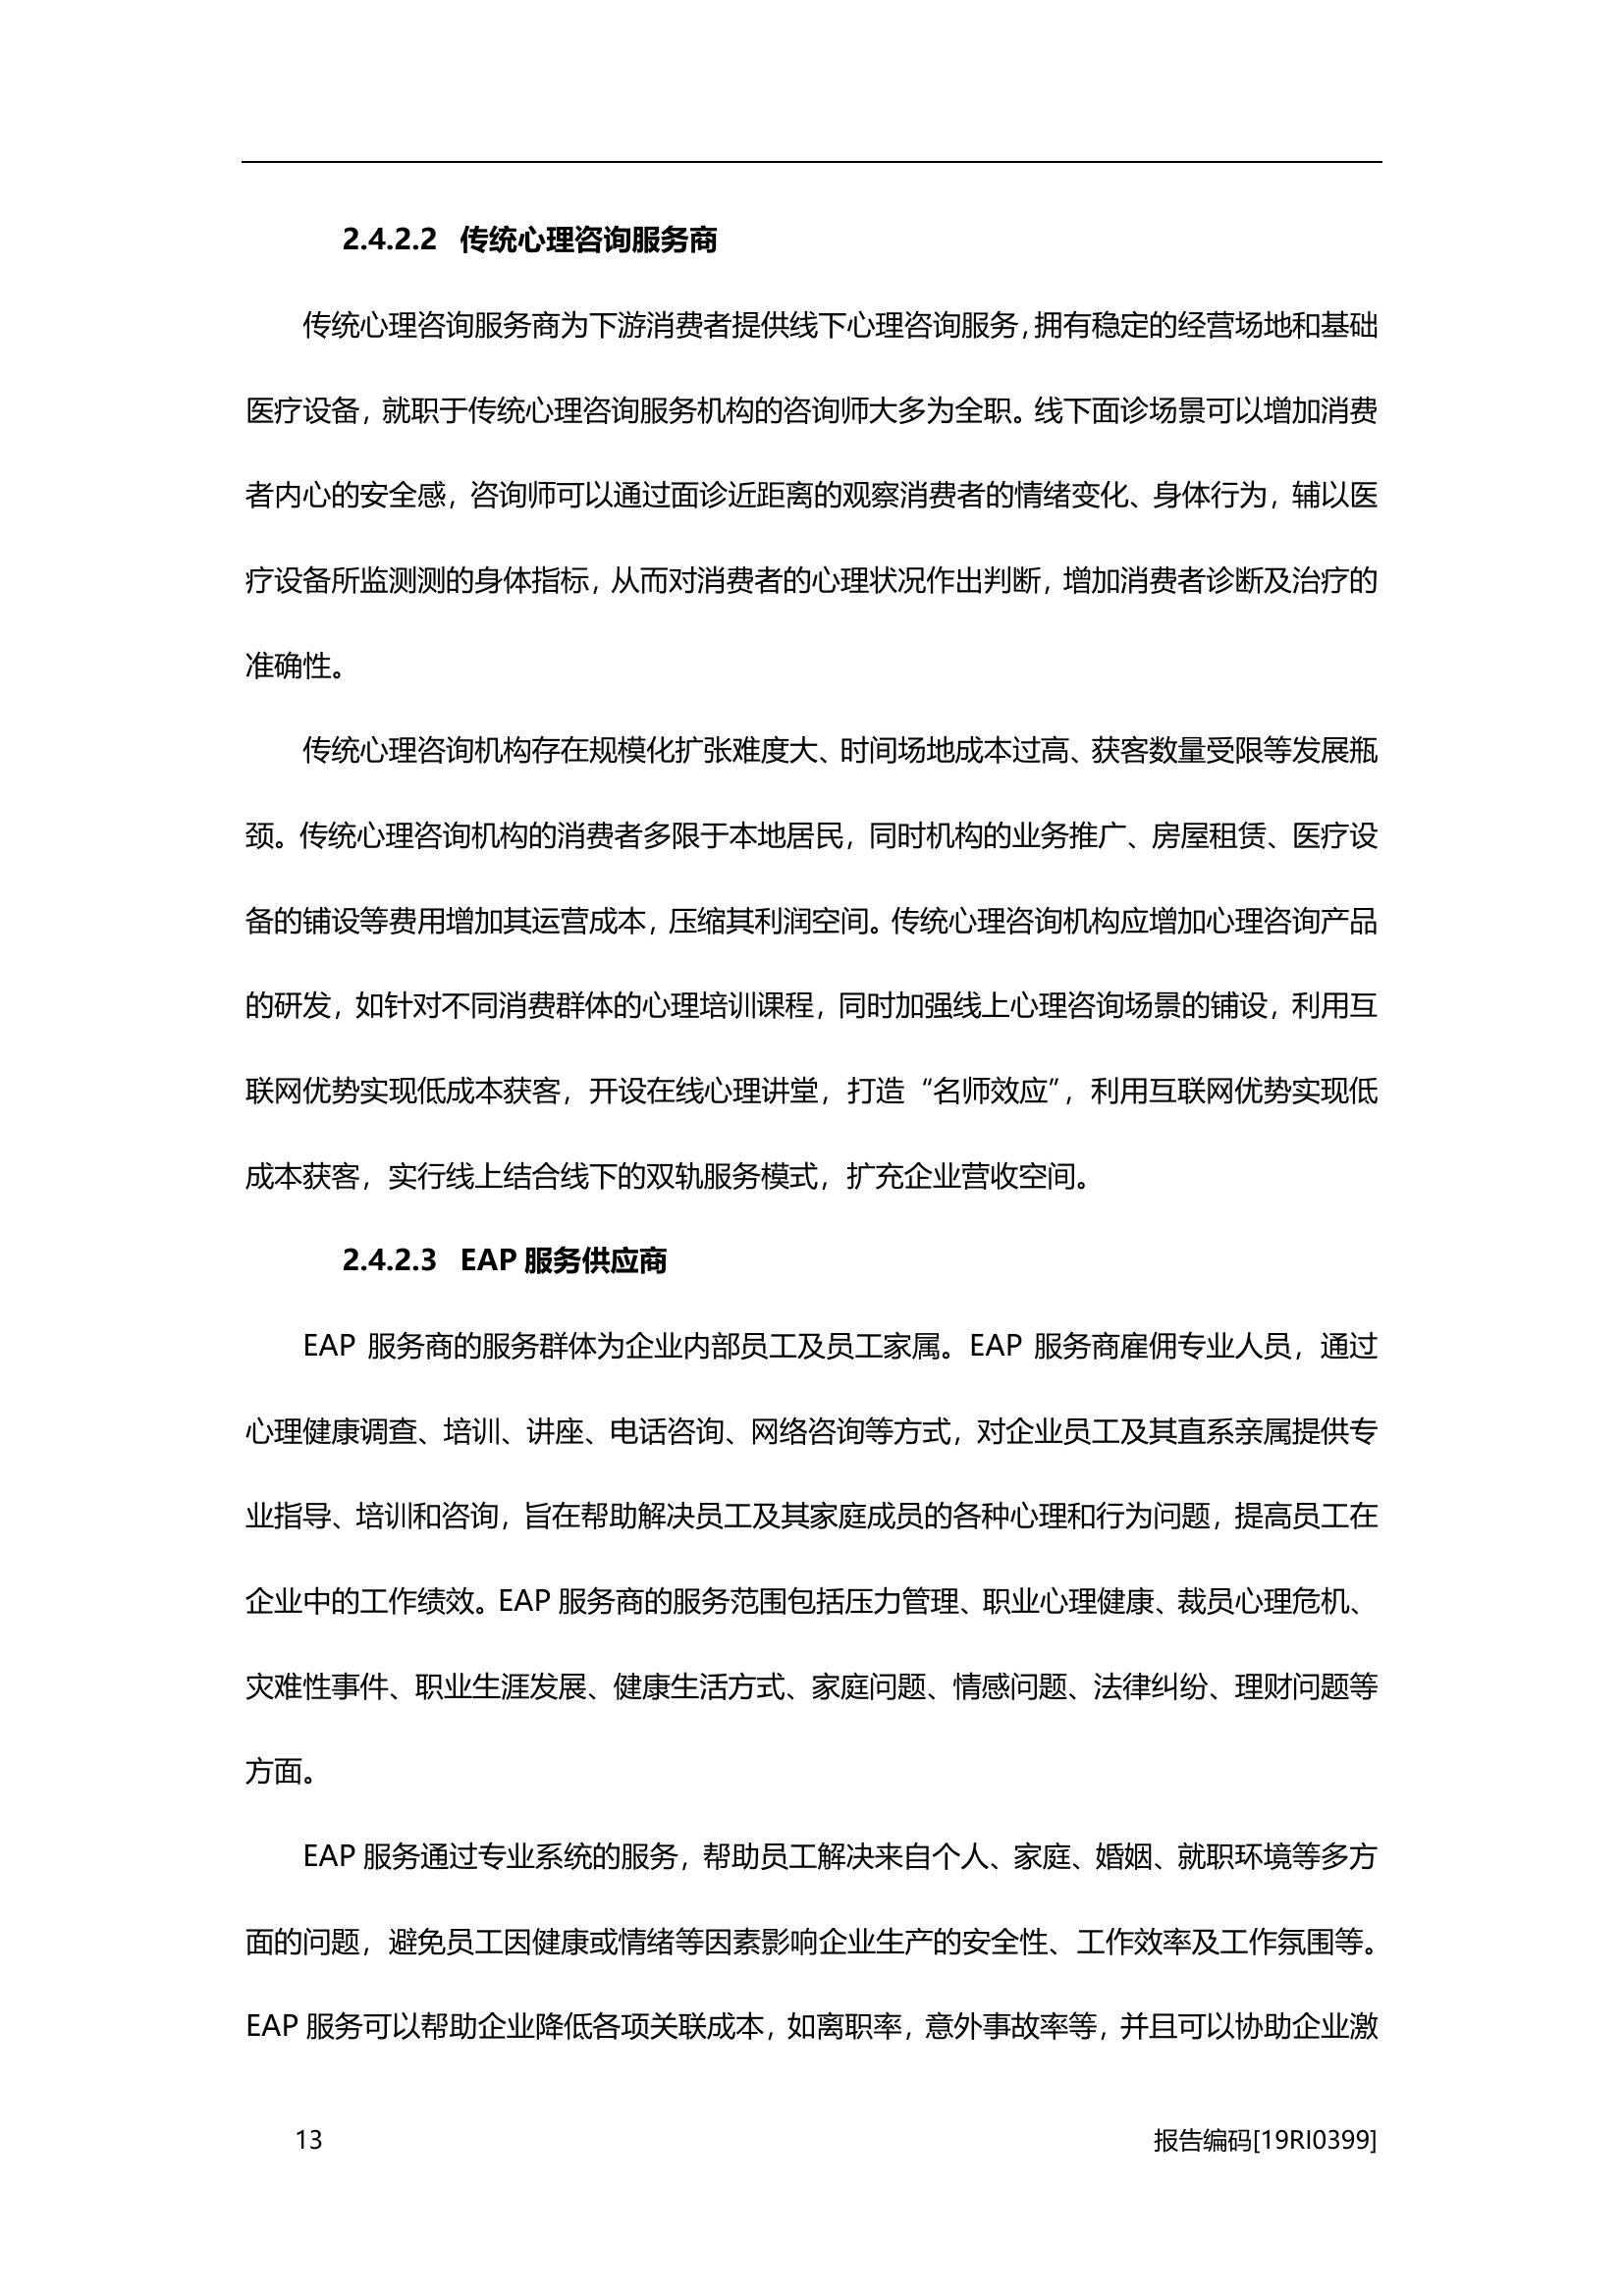 2.4.2.2 传统心理咨询服务商
传统心理咨询服务商为下游消费者提供线下心理咨询服务，拥有稳定的经营场地和基础
医疗设备，就职于传统心理咨询服务机构的咨询师大多为全职。线下面诊场景可以增加消费
者内心的安全感，咨询师可以通过面诊近距离的观察消费者的情绪变化、身体行为，辅以医
疗设备所监测测的身体指标，从而对消费者的心理状况作出判断，增加消费者诊断及治疗的
准确性。
传统心理咨询机构存在规模化扩张难度大、时间场地成本过高、获客数量受限等发展瓶
颈。传统心理咨询机构的消费者多限于本地居民，同时机构的业务推广、房屋租赁、医疗设
备的铺设等费用增加其运营成本，压缩其利润空间。传统心理咨询机构应增加心理咨询产品
的研发，如针对不同消费群体的心理培训课程，同时加强线上心理咨询场景的铺设，利用互
联网优势实现低成本获客，开设在线心理讲堂，打造“名师效应”，利用互联网优势实现低
成本获客，实行线上结合线下的双轨服务模式，扩充企业营收空间。
2.4.2.3 EAP 服务供应商
EAP 服务商的服务群体为企业内部员工及员工家属。EAP 服务商雇佣专业人员，通过
心理健康调查、培训、讲座、电话咨询、网络咨询等方式，对企业员工及其直系亲属提供专
业指导、培训和咨询，旨在帮助解决员工及其家庭成员的各种心理和行为问题，提高员工在
企业中的工作绩效。EAP 服务商的服务范围包括压力管理、职业心理健康、裁员心理危机、
灾难性事件、职业生涯发展、健康生活方式、家庭问题、情感问题、法律纠纷、理财问题等
方面。
EAP 服务通过专业系统的服务，帮助员工解决来自个人、家庭、婚姻、就职环境等多方
面的问题，避免员工因健康或情绪等因素影响企业生产的安全性、工作效率及工作氛围等。
EAP 服务可以帮助企业降低各项关联成本，如离职率，意外事故率等，并且可以协助企业激
13 报告编码[19RI0399]